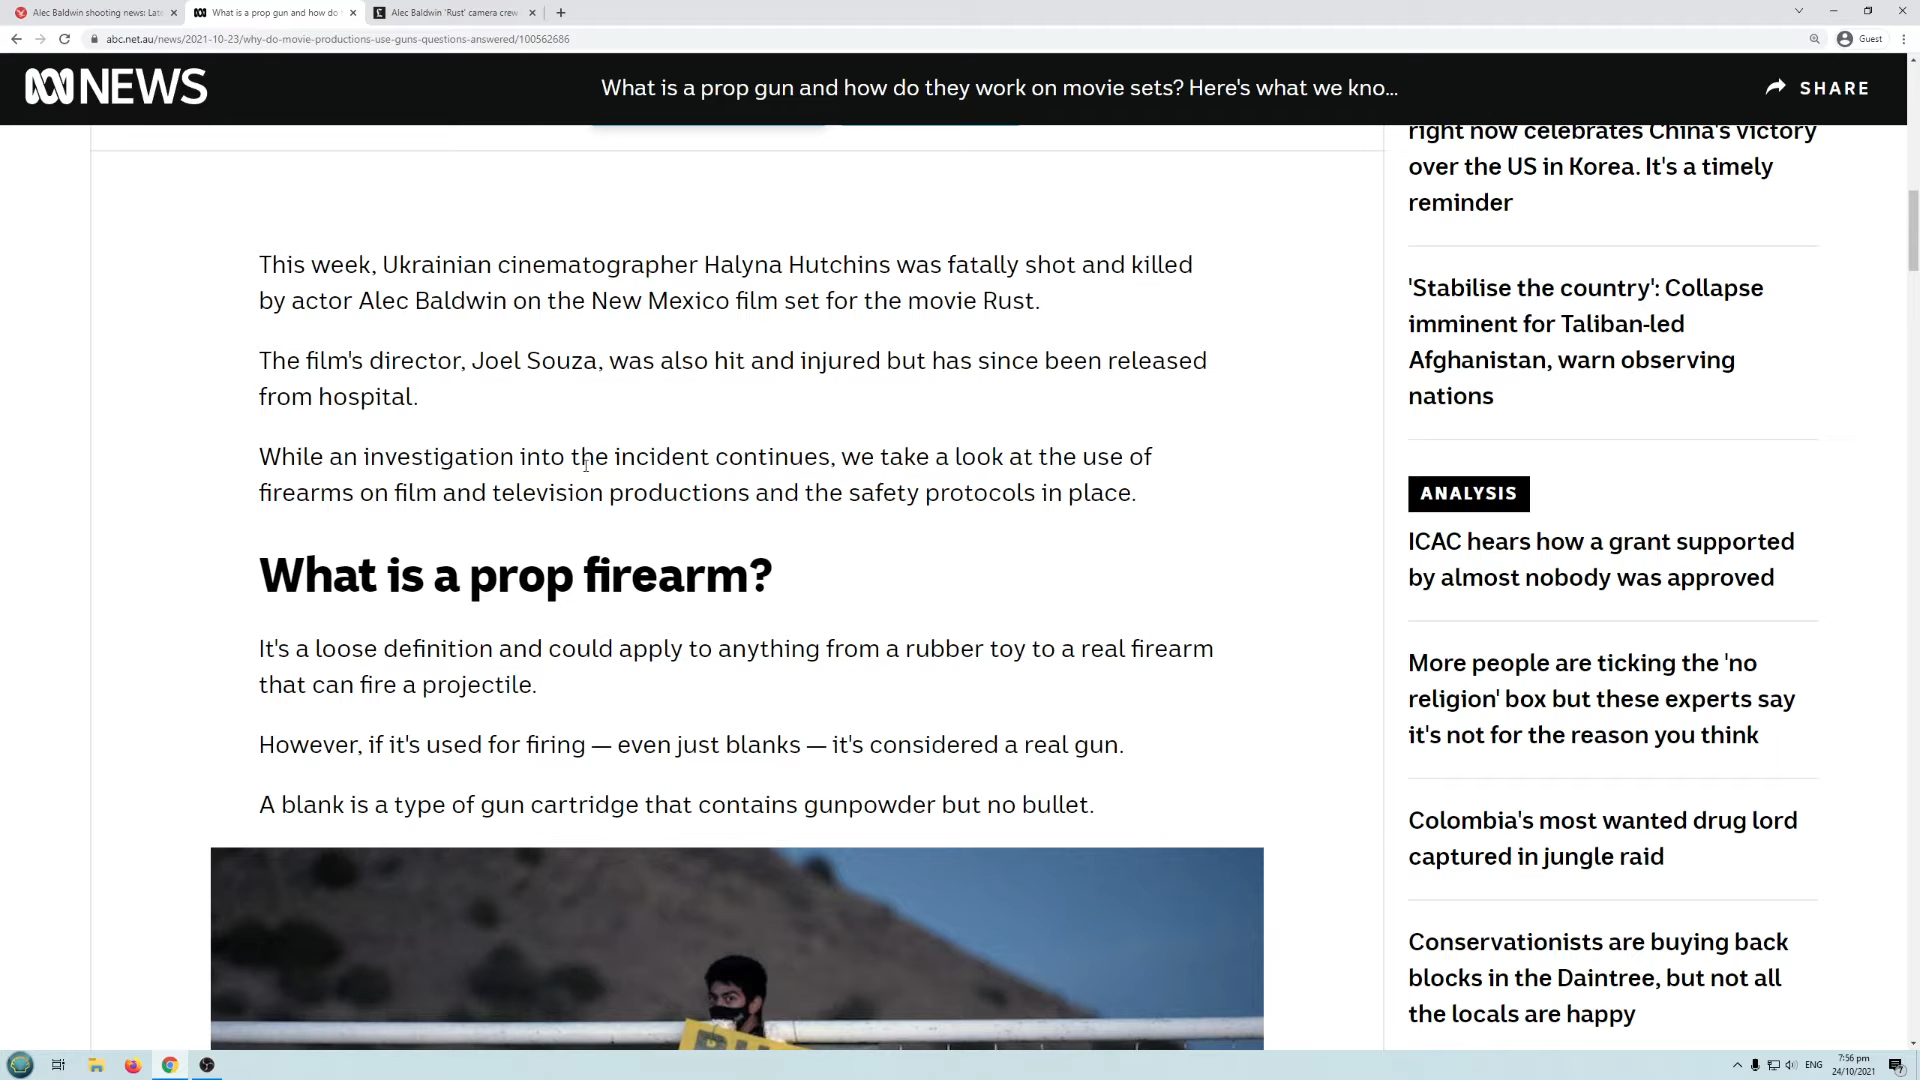 Alec Baldwin shooting news: Late
What is a prop gun and how do
Alec Baldwin 'Rust' camera crew
abc.net.au/news/2021-10-23/why-do-movie-productions-use-guns-questions-answered/100562686
Guest
NEWS
What is a prop gun and how do they work on movie sets? Here's what we kno...
SHARE
This week, Ukrainian cinematographer Halyna Hutchins was fatally shot and killed
by actor Alec Baldwin on the New Mexico film set for the movie Rust.
The film's director, Joel Souza, was also hit and injured but has since been released
from hospital.
While an investigation into the incident continues, we take a look at the use of
firearms on film and television productions and the safety protocols in place.
What is a prop firearm?
It's a loose definition and could apply to anything from a rubber toy to a real firearm
that can fire a projectile.
However, if it's used for firing — even just blanks — it's considered a real gun.
A blank is a type of gun cartridge that contains gunpowder but no bullet.
right now celebrates China's victory
over the US in Korea. It's a timely
reminder
'Stabilise the country': Collapse
imminent for Taliban-led
Afghanistan, warn observing
nations
ANALYSIS
ICAC hears how a grant supported
by almost nobody was approved
More people are ticking the 'no
religion' box but these experts say
it's not for the reason you think
Colombia's most wanted drug lord
captured in jungle raid
Conservationists are buying back
blocks in the Daintree, but not all
the locals are happy
ENG
7:56 pm
24/10/2021